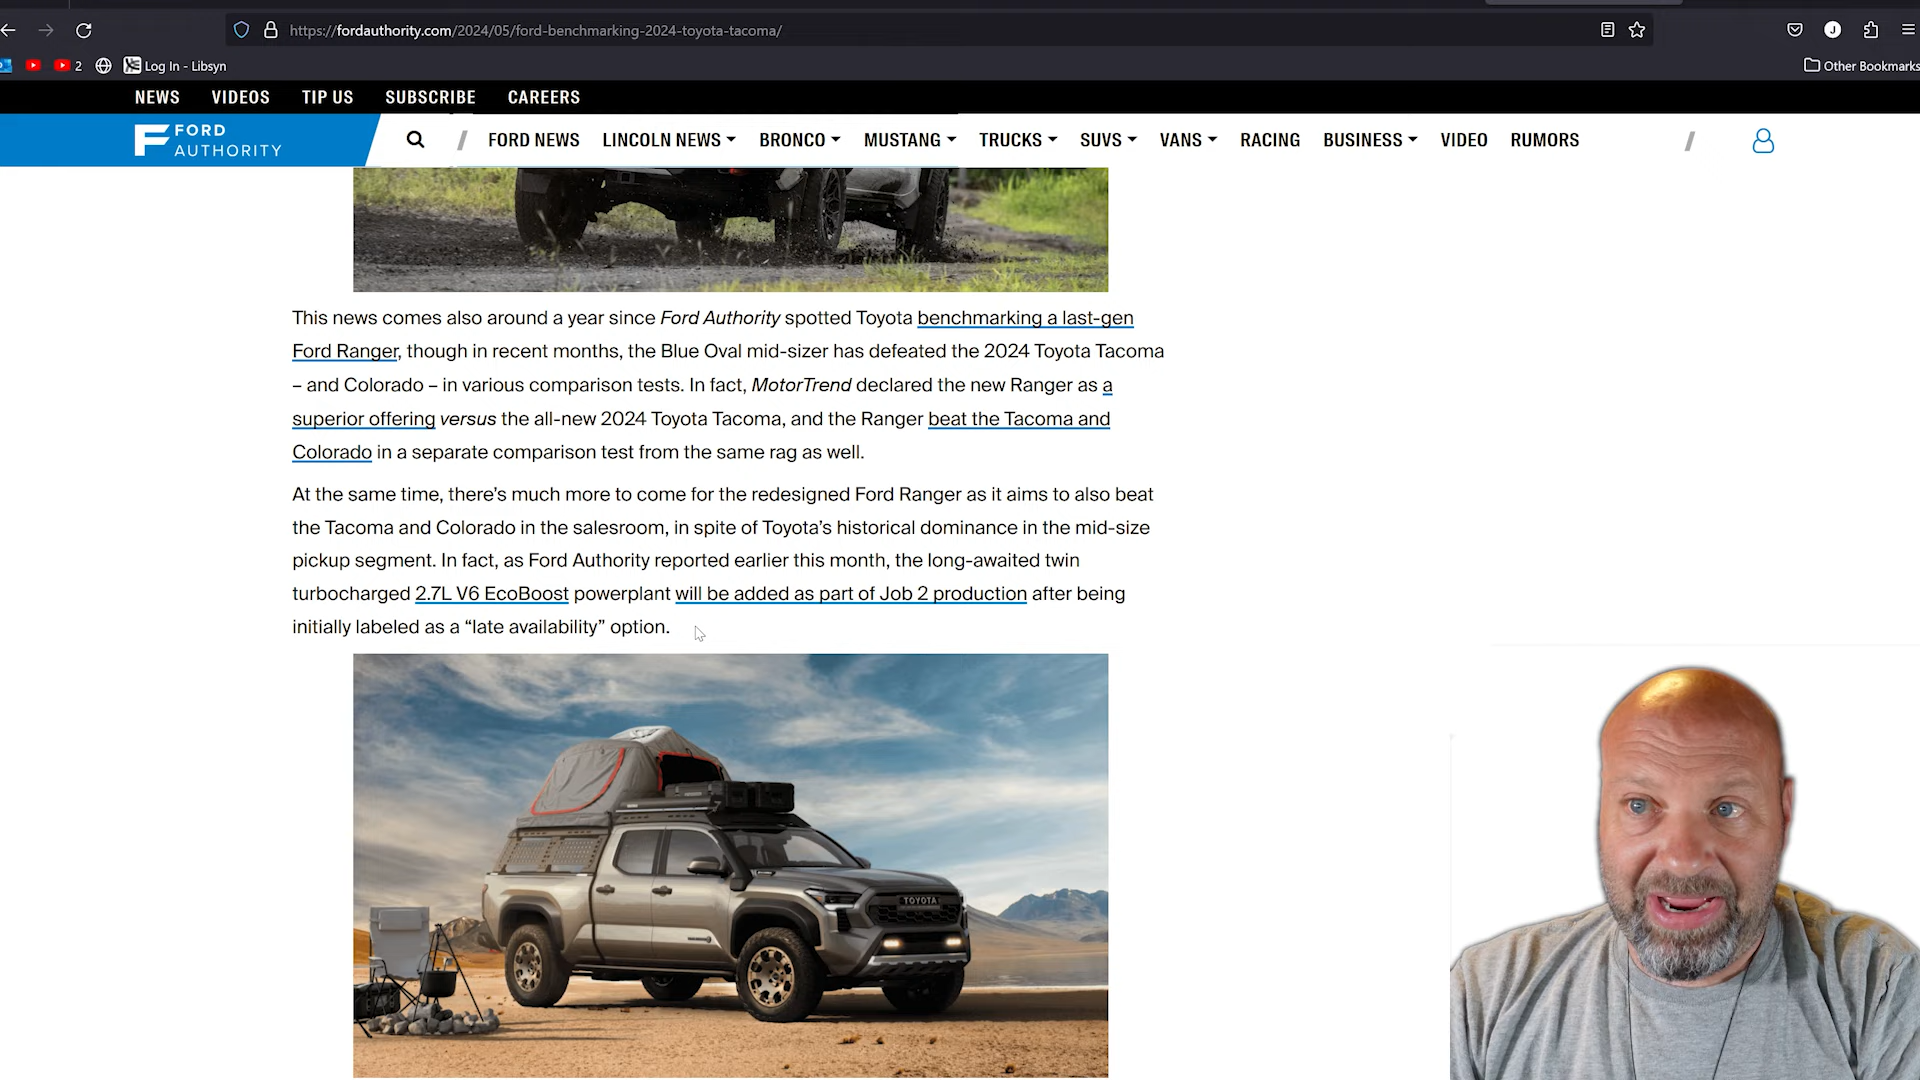 https://fordauthority.com/2024/05/ford-benchmarking-2024-toyota-tacoma/
J
2
Log In - Libsyn
Other Bookmarks
NEWS VIDEOS TIP US SUBSCRIBE CAREERS
FORD
AUTHORITY
FORD NEWS LINCOLN NEWS BRONCO MUSTANG TRUCKS SUVS VANS RACING BUSINESS VIDEO RUMORS
This news comes also around a year since Ford Authority spotted Toyota benchmarking a last-gen
Ford Ranger, though in recent months, the Blue Oval mid-sizer has defeated the 2024 Toyota Tacoma
– and Colorado – in various comparison tests. In fact, MotorTrend declared the new Ranger as a
superior offering versus the all-new 2024 Toyota Tacoma, and the Ranger beat the Tacoma and
Colorado in a separate comparison test from the same rag as well.
At the same time, there’s much more to come for the redesigned Ford Ranger as it aims to also beat
the Tacoma and Colorado in the salesroom, in spite of Toyota’s historical dominance in the mid-size
pickup segment. In fact, as Ford Authority reported earlier this month, the long-awaited twin
turbocharged 2.7L V6 EcoBoost powerplant will be added as part of Job 2 production after being
initially labeled as a “late availability” option.
TOYOTA